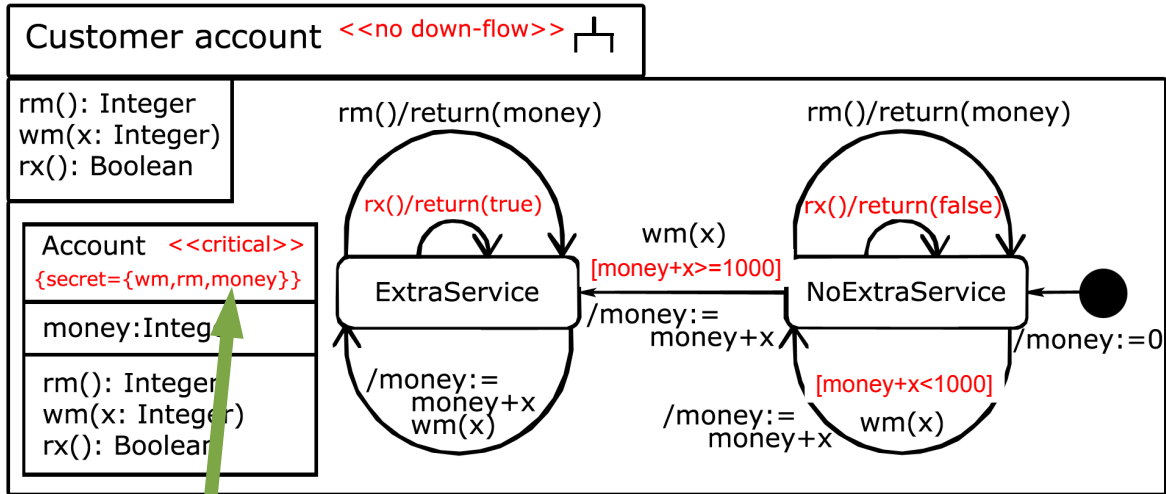 Customer account <<no down-flow>>
rm(): Integer
wm(x: Integer)
rx(): Boolean
Account <<critical>>
{secret={wm,rm,money}}
money:Integ
rm(): Integer
wm(x: Integer)
rx(): Boolean
rm()/return(money)
rx()/return(true)
ExtraService
/money:=
money+x
wm(x)
wm(x)
[money+x>=1000]
/money:=
money+x
rm()/return(money)
rx()/return(false)
NoExtraService
/money:=0
[money+x<1000]
wm(x)
/money:=
money+x